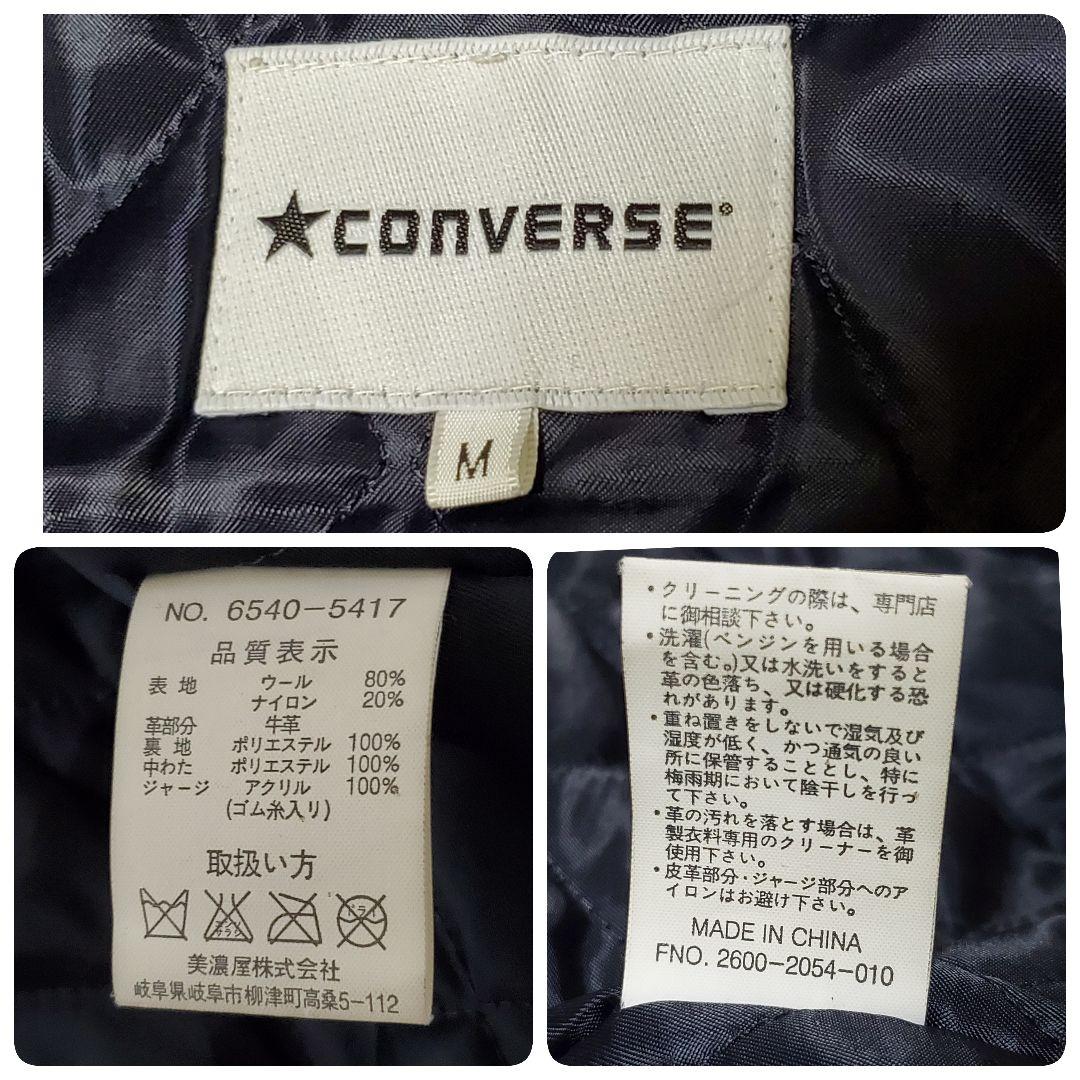 ★CONVERSE
M
NO. 6540-5417
品質表示
表 地 ウール 80%
ナイロン 20%
革部分 牛革
裏 地 ポリエステル 100%
中わた ポリエステル 100%
ジャージ アクリル 100%
(ゴム糸入り)
取扱い方
エンソ
サラシ
ドライ
美濃屋株式会社
岐阜県岐阜市柳津町高桑5-112
・クリーニングの際は、専門店
に御相談下さい。
・洗濯(ベンジンを用いる場合
を含む。)又は水洗いをすると
革の色落ち、又は硬化する恐
れがあります。
・重ね置きをしないで湿気及び
湿度が低く、かつ通気の良い
所に保管することとし、特に
梅雨期において陰干しを行っ
て下さい。
・革の汚れを落とす場合は、革
製衣料専用のクリーナーを御
使用下さい。
・皮革部分・ジャージ部分へのア
イロンはお避け下さい。
MADE IN CHINA
FNO. 2600-2054-010